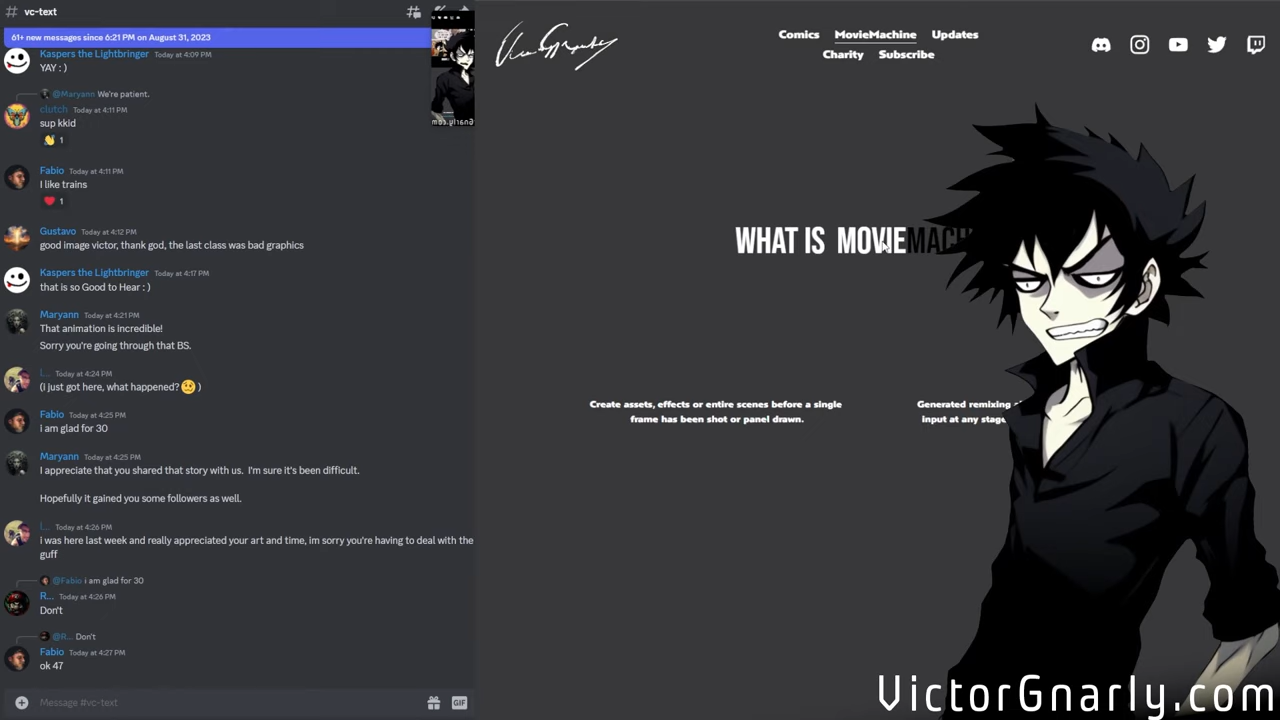 vc-text
61+ new messages since 6:21 PM on August 31, 2023
Kaspers the Lightbringer Today at 4:09 PM
YAY : )
@Maryann We're patient.
clutch Today at 4:11 PM
sup kkid
1
Fabio Today at 4:11 PM
I like trains
1
Gustavo Today at 4:12 PM
good image victor, thank god, the last class was bad graphics
Kaspers the Lightbringer Today at 4:17 PM
that is so Good to Hear : )
Maryann Today at 4:21 PM
That animation is incredible!
Sorry you're going through that BS.
I... Today at 4:24 PM
(i just got here, what happened? )
Fabio Today at 4:25 PM
i am glad for 30
Maryann Today at 4:25 PM
I appreciate that you shared that story with us. I'm sure it's been difficult.
Hopefully it gained you some followers as well.
I... Today at 4:26 PM
i was here last week and really appreciated your art and time, im sorry you're having to deal with the
guff
@Fabio i am glad for 30
R... Today at 4:26 PM
Don't
@R... Don't
Fabio Today at 4:27 PM
ok 47
Message #vc-text
GIF
Comics MovieMachine Updates
Charity Subscribe
WHAT IS MOVIEMACH
Create assets, effects or entire scenes before a single
frame has been shot or panel drawn.
Generated remixing
input at any stage
VictorGnarly.com